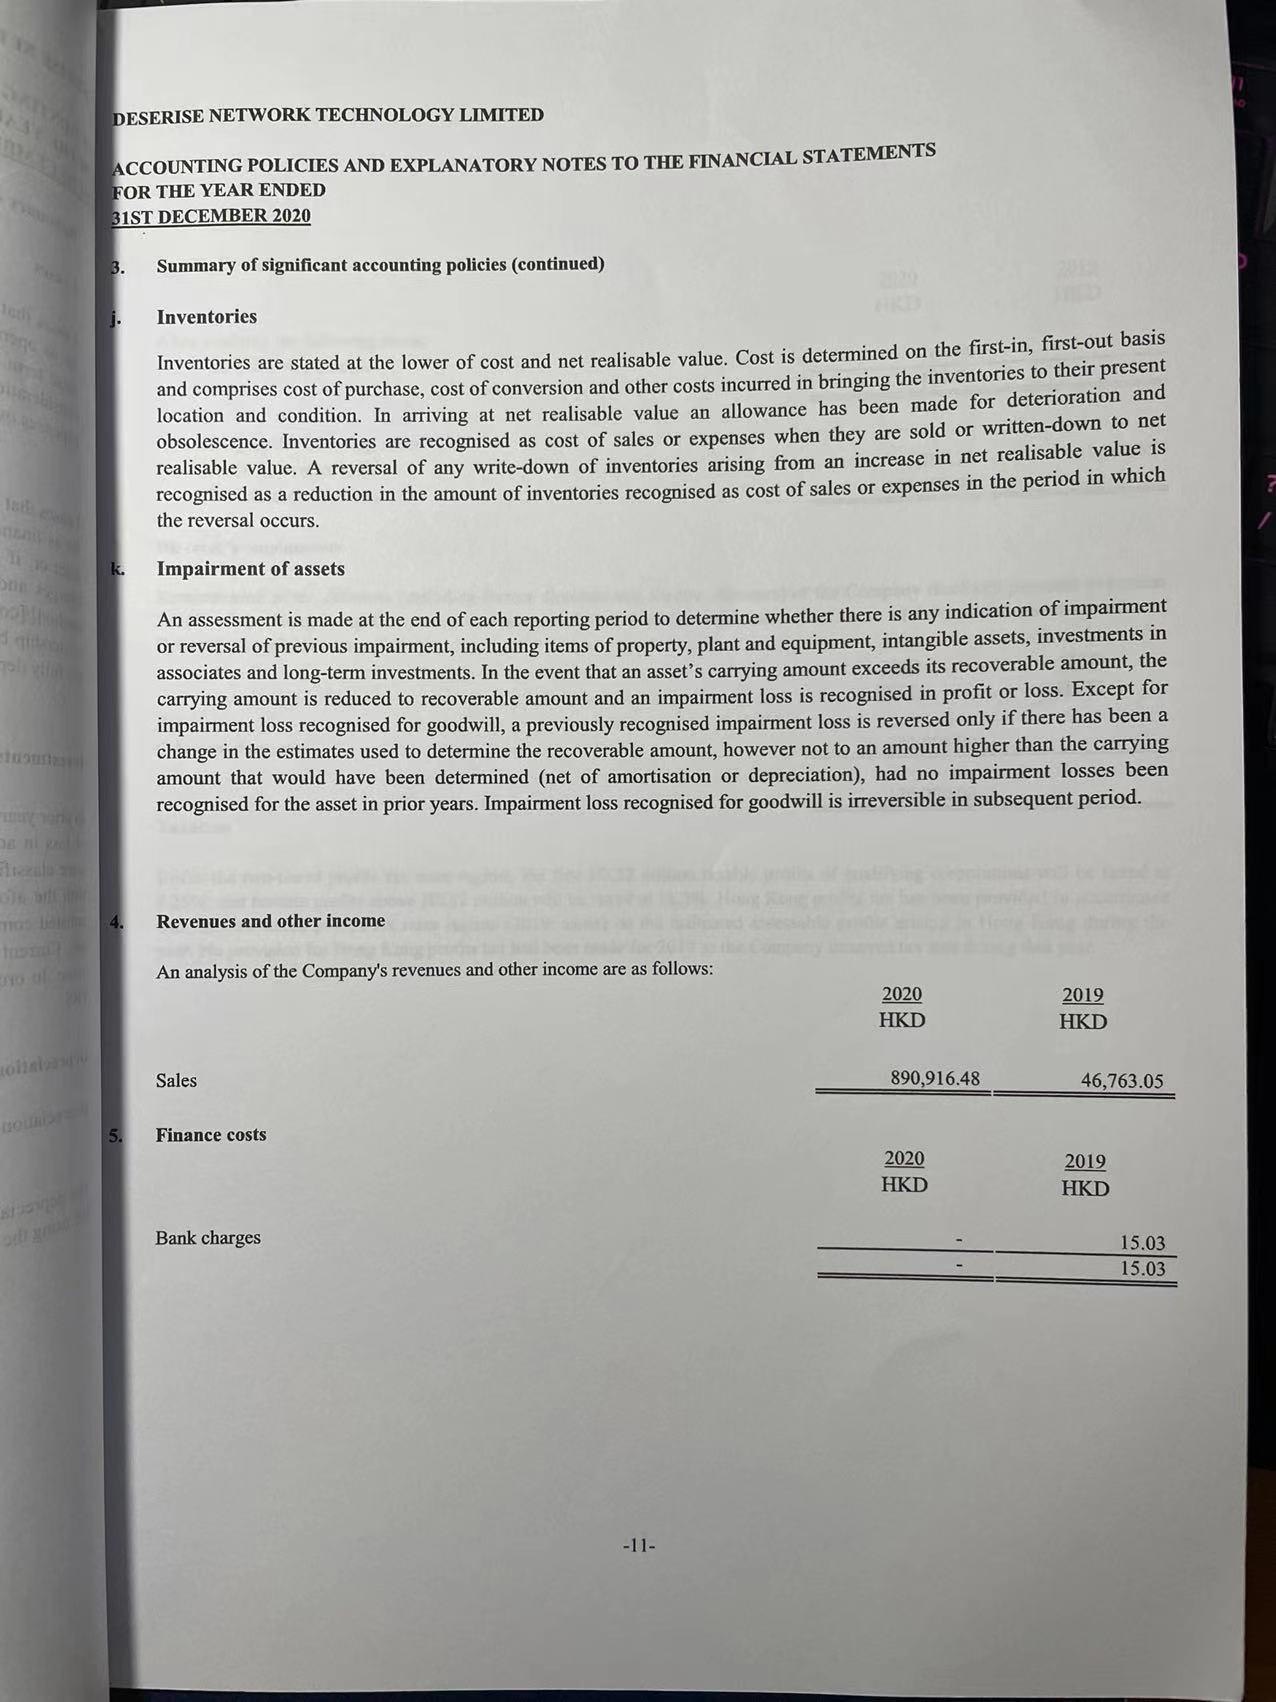 DESERISE NETWORK TECHNOLOGY LIMITED
ACCOUNTING POLICIES AND EXPLANATORY NOTES TO THE FINANCIAL STATEMENTS
FOR THE YEAR ENDED
31ST DECEMBER 2020
3. Summary of significant accounting policies (continued)
j. Inventories
Inventories are stated at the lower of cost and net realisable value. Cost is determined on the first-in, first-out basis
and comprises cost of purchase, cost of conversion and other costs incurred in bringing the inventories to their present
location and condition. In arriving at net realisable value an allowance has been made for deterioration and
obsolescence. Inventories are recognised as cost of sales or expenses when they are sold or written-down to net
realisable value. A reversal of any write-down of inventories arising from an increase in net realisable value is
recognised as a reduction in the amount of inventories recognised as cost of sales or expenses in the period in which
the reversal occurs.
k. Impairment of assets
An assessment is made at the end of each reporting period to determine whether there is any indication of impairment
or reversal of previous impairment, including items of property, plant and equipment, intangible assets, investments in
associates and long-term investments. In the event that an asset's carrying amount exceeds its recoverable amount, the
carrying amount is reduced to recoverable amount and an impairment loss is recognised in profit or loss. Except for
impairment loss recognised for goodwill, a previously recognised impairment loss is reversed only if there has been a
change in the estimates used to determine the recoverable amount, however not to an amount higher than the carrying
amount that would have been determined (net of amortisation or depreciation), had no impairment losses been
recognised for the asset in prior years. Impairment loss recognised for goodwill is irreversible in subsequent period.
4. Revenues and other income
An analysis of the Company's revenues and other income are as follows:
2020 2019
HKD HKD
Sales 890,916.48 46,763.05
5. Finance costs
2020 2019
HKD HKD
Bank charges - 15.03
- 15.03
-11-